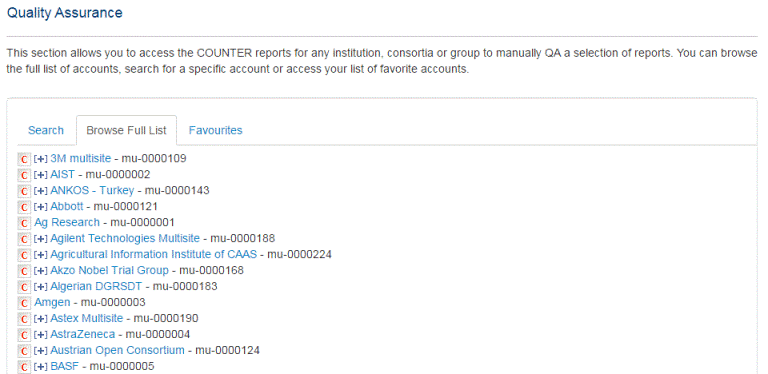 Quality Assurance
This section allows you to access the COUNTER reports for any institution, consortia or group to manually QA a selection of reports. You can browse
the full list of accounts, search for a specific account or access your list of favorite accounts.
Search Browse Full List Favourites
C [+] 3M multisite - mu-0000109
C [+] AIST - mu-0000002
C [+] ANKOS - Turkey - mu-0000143
C [+] Abbott - mu-0000121
C Ag Research - mu-0000001
C [+] Agilent Technologies Multisite - mu-0000188
C [+] Agricultural Information Institute of CAAS - mu-0000224
C [+] Akzo Nobel Trial Group - mu-0000168
C [+] Algerian DGRSDT - mu-0000183
C Amgen - mu-0000003
C [+] Astex Multisite - mu-0000190
C [+] AstraZeneca - mu-0000004
C [+] Austrian Open Consortium - mu-0000124
C [+] BASF - mu-0000005